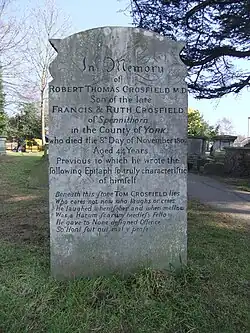 In Memory
of
ROBERT THOMAS CROSFIELD M.D.
Son of the late
FRANCIS & RUTH CROSFIELD
of Spennithorn,
in the County of YORK,
who died the 8th Day of November 180
Aged 44 Years
Previous to which he wrote the
following Epitaph so truly characteristic
of himself.
Beneath this stone TOM CROSFIELD lies
Who cares not now who laughs or cries
He laughed when sober and when mellow
Was a Harum scarum heedless fellow
He gave to None designed Offence
So Honi soit qui mal y pense